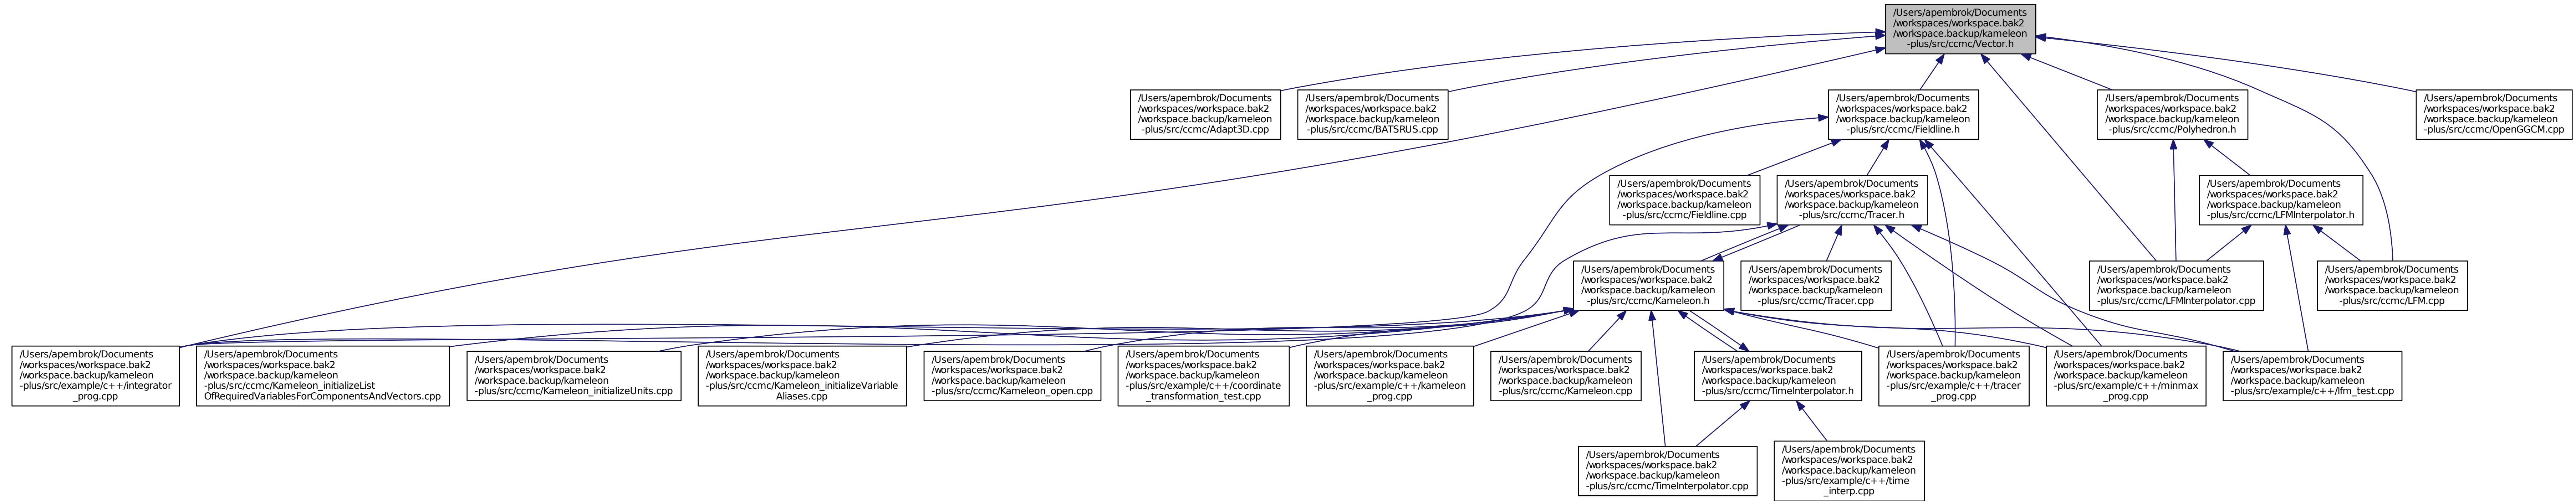 /Users/apembrok/Documents
/workspaces/workspace.bak2
/workspace.backup/kameleon
-plus/src/ccmc/Vector.h
/Users/apembrok/Documents
/workspaces/workspace.bak2
/workspace.backup/kameleon
-plus/src/ccmc/Adapt3D.cpp
/Users/apembrok/Documents
/workspaces/workspace.bak2
/workspace.backup/kameleon
-plus/src/ccmc/BATSRUS.cpp
/Users/apembrok/Documents
/workspaces/workspace.bak2
/workspace.backup/kameleon
-plus/src/ccmc/Fieldline.h
/Users/apembrok/Documents
/workspaces/workspace.bak2
/workspace.backup/kameleon
-plus/src/ccmc/Polyhedron.h
/Users/apembrok/Documents
/workspaces/workspace.bak2
/workspace.backup/kameleon
-plus/src/ccmc/OpenGGCM.cpp
/Users/apembrok/Documents
/workspaces/workspace.bak2
/workspace.backup/kameleon
-plus/src/ccmc/Fieldline.cpp
/Users/apembrok/Documents
/workspaces/workspace.bak2
/workspace.backup/kameleon
-plus/src/ccmc/Tracer.h
/Users/apembrok/Documents
/workspaces/workspace.bak2
/workspace.backup/kameleon
-plus/src/ccmc/LFMInterpolator.h
/Users/apembrok/Documents
/workspaces/workspace.bak2
/workspace.backup/kameleon
-plus/src/ccmc/Kameleon.h
/Users/apembrok/Documents
/workspaces/workspace.bak2
/workspace.backup/kameleon
-plus/src/ccmc/Tracer.cpp
/Users/apembrok/Documents
/workspaces/workspace.bak2
/workspace.backup/kameleon
-plus/src/ccmc/LFMInterpolator.cpp
/Users/apembrok/Documents
/workspaces/workspace.bak2
/workspace.backup/kameleon
-plus/src/ccmc/LFM.cpp
/Users/apembrok/Documents
/workspaces/workspace.bak2
/workspace.backup/kameleon
-plus/src/example/c++/integrator
_prog.cpp
/Users/apembrok/Documents
/workspaces/workspace.bak2
/workspace.backup/kameleon
-plus/src/ccmc/Kameleon_initializeList
OfRequiredVariablesForComponentsAndVectors.cpp
/Users/apembrok/Documents
/workspaces/workspace.bak2
/workspace.backup/kameleon
-plus/src/ccmc/Kameleon_initializeUnits.cpp
/Users/apembrok/Documents
/workspaces/workspace.bak2
/workspace.backup/kameleon
-plus/src/ccmc/Kameleon_initializeVariable
Aliases.cpp
/Users/apembrok/Documents
/workspaces/workspace.bak2
/workspace.backup/kameleon
-plus/src/ccmc/Kameleon_open.cpp
/Users/apembrok/Documents
/workspaces/workspace.bak2
/workspace.backup/kameleon
-plus/src/example/c++/coordinate
_transformation_test.cpp
/Users/apembrok/Documents
/workspaces/workspace.bak2
/workspace.backup/kameleon
-plus/src/example/c++/kameleon
_prog.cpp
/Users/apembrok/Documents
/workspaces/workspace.bak2
/workspace.backup/kameleon
-plus/src/ccmc/Kameleon.cpp
/Users/apembrok/Documents
/workspaces/workspace.bak2
/workspace.backup/kameleon
-plus/src/ccmc/TimeInterpolator.h
/Users/apembrok/Documents
/workspaces/workspace.bak2
/workspace.backup/kameleon
-plus/src/example/c++/tracer
_prog.cpp
/Users/apembrok/Documents
/workspaces/workspace.bak2
/workspace.backup/kameleon
-plus/src/example/c++/minmax
_prog.cpp
/Users/apembrok/Documents
/workspaces/workspace.bak2
/workspace.backup/kameleon
-plus/src/example/c++/lfm_test.cpp
/Users/apembrok/Documents
/workspaces/workspace.bak2
/workspace.backup/kameleon
-plus/src/ccmc/TimeInterpolator.cpp
/Users/apembrok/Documents
/workspaces/workspace.bak2
/workspace.backup/kameleon
-plus/src/example/c++/time
_interp.cpp